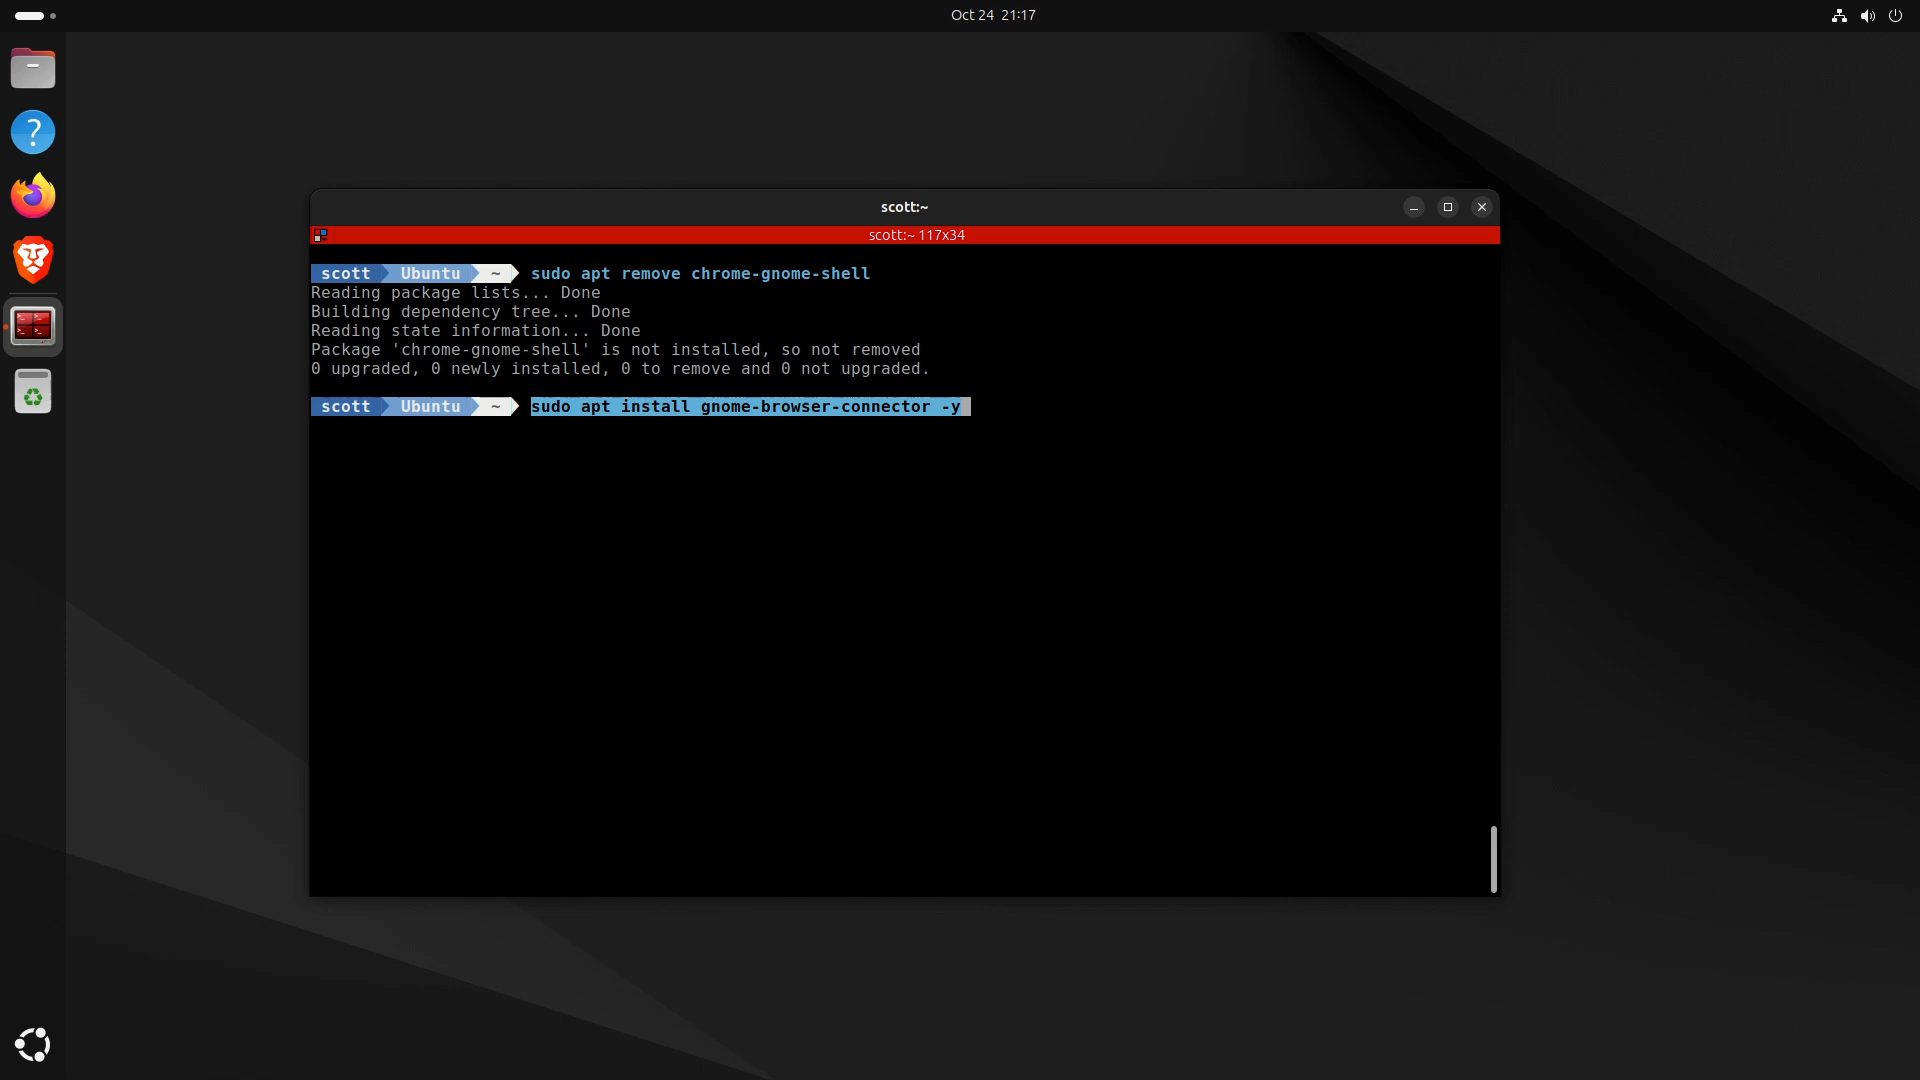 Oct 24 21:17
scott:~
scott:~ 117x34
scott Ubuntu ~ sudo apt remove chrome-gnome-shell
Reading package lists... Done
Building dependency tree... Done
Reading state information... Done
Package 'chrome-gnome-shell' is not installed, so not removed
0 upgraded, 0 newly installed, 0 to remove and 0 not upgraded.
scott Ubuntu ~ sudo apt install gnome-browser-connector -y